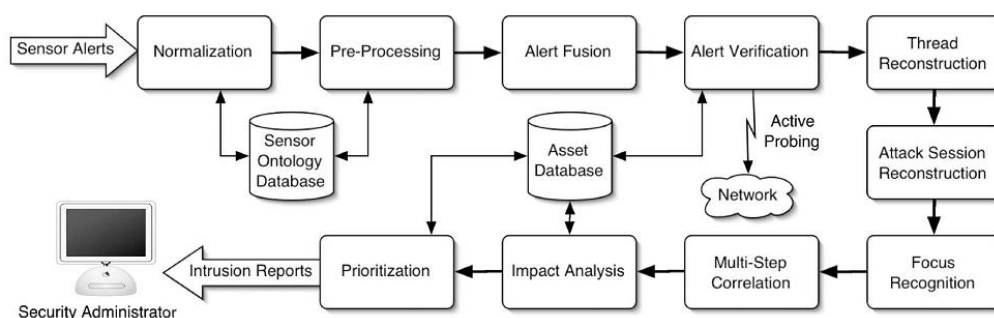 Sensor Alerts
Normalization
Pre-Processing
Alert Fusion
Alert Verification
Thread
Reconstruction
Sensor
Ontology
Database
Asset
Database
Active
Probing
Network
Attack Session
Reconstruction
Focus
Recognition
Multi-Step
Correlation
Impact Analysis
Prioritization
Intrusion Reports
Security Administrator